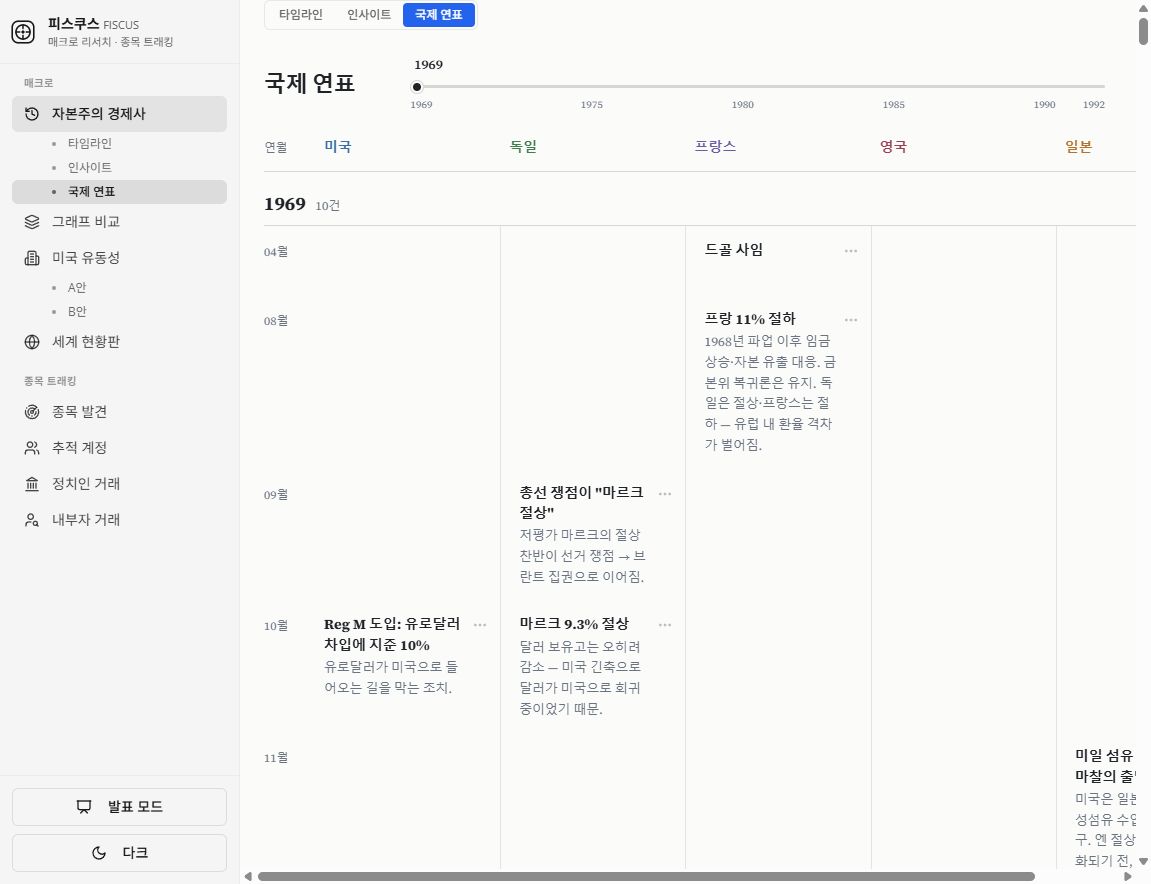 피스쿠스 FISCUS
매크로 리서치 · 종목 트래킹
매크로
자본주의 경제사
타임라인
인사이트
국제 연표
그래프 비교
미국 유동성
A안
B안
세계 현황판
종목 트래킹
종목 발견
추적 계정
정치인 거래
내부자 거래
발표 모드
다크
타임라인 인사이트 국제 연표
국제 연표
1969
1969 1975 1980 1985 1990 1992
연월 미국 독일 프랑스 영국 일본
1969 10건
04월
드골 사임
08월
프랑 11% 절하
1968년 파업 이후 임금
상승·자본 유출 대응. 금
본위 복귀론은 유지. 독
일은 절상·프랑스는 절
하 — 유럽 내 환율 격차
가 벌어짐.
09월
총선 쟁점이 "마르크
절상"
저평가 마르크의 절상
찬반이 선거 쟁점 → 브
란트 집권으로 이어짐.
10월
Reg M 도입: 유로달러
차입에 지준 10%
유로달러가 미국으로 들
어오는 길을 막는 조치.
마르크 9.3% 절상
달러 보유고는 오히려
감소 — 미국 긴축으로
달러가 미국으로 회귀
중이었기 때문.
11월
미일 섬유
마찰의 출
미국은 일본
성섬유 수입
구. 엔 절상
화되기 전,